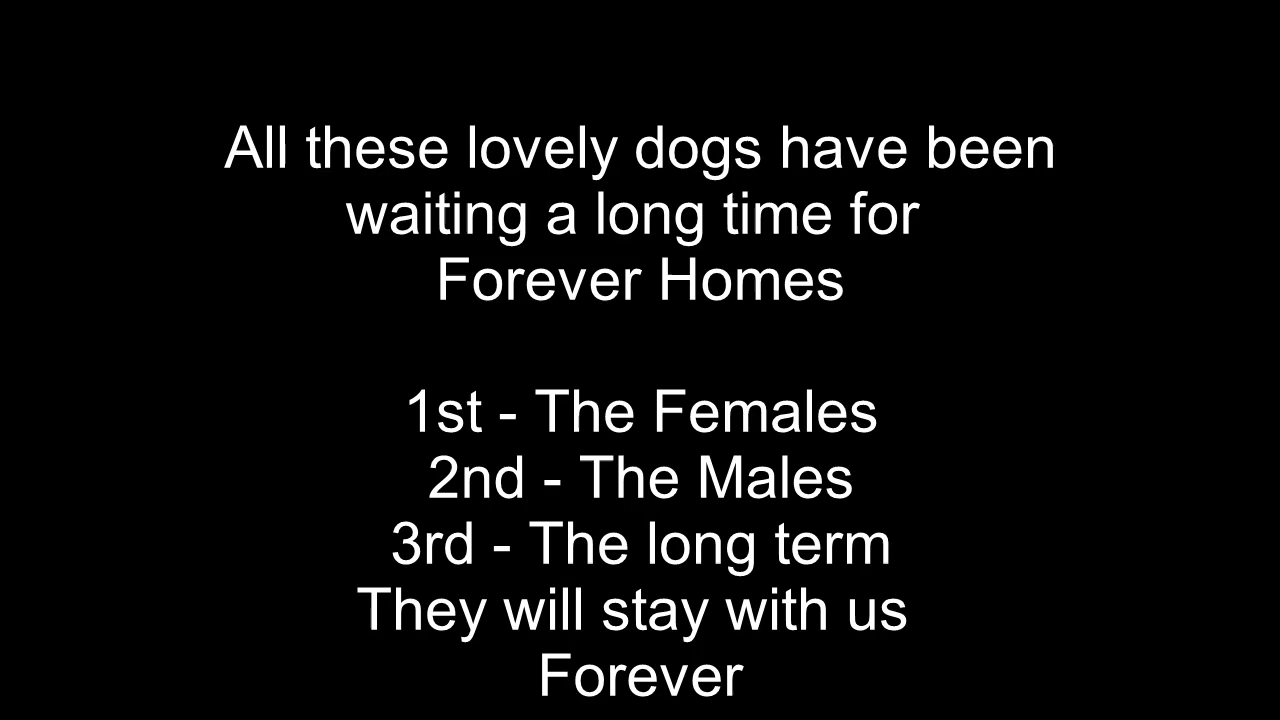 All these lovely dogs have been
waiting a long time for
Forever Homes
1st - The Females
2nd - The Males
3rd - The long term
They will stay with us
Forever